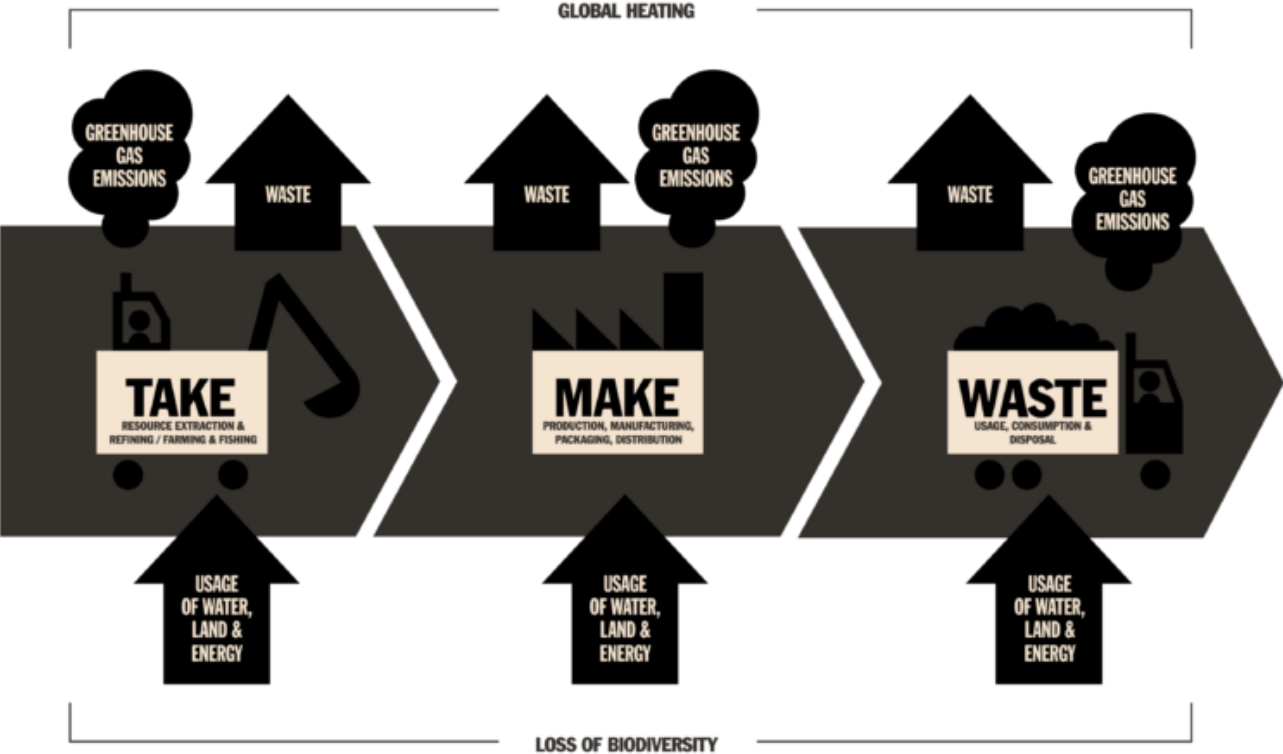 GLOBAL HEATING
GREENHOUSE
GAS
EMISSIONS
WASTE
WASTE
GREENHOUSE
GAS
EMISSIONS
WASTE
GREENHOUSE
GAS
EMISSIONS
TAKE
RESOURCE EXTRACTION &
REFINING / FARMING & FISHING
MAKE
PRODUCTION, MANUFACTURING,
PACKAGING, DISTRIBUTION
WASTE
USAGE, CONSUMPTION &
DISPOSAL
USAGE
OF WATER,
LAND &
ENERGY
USAGE
OF WATER,
LAND &
ENERGY
USAGE
OF WATER,
LAND &
ENERGY
LOSS OF BIODIVERSITY